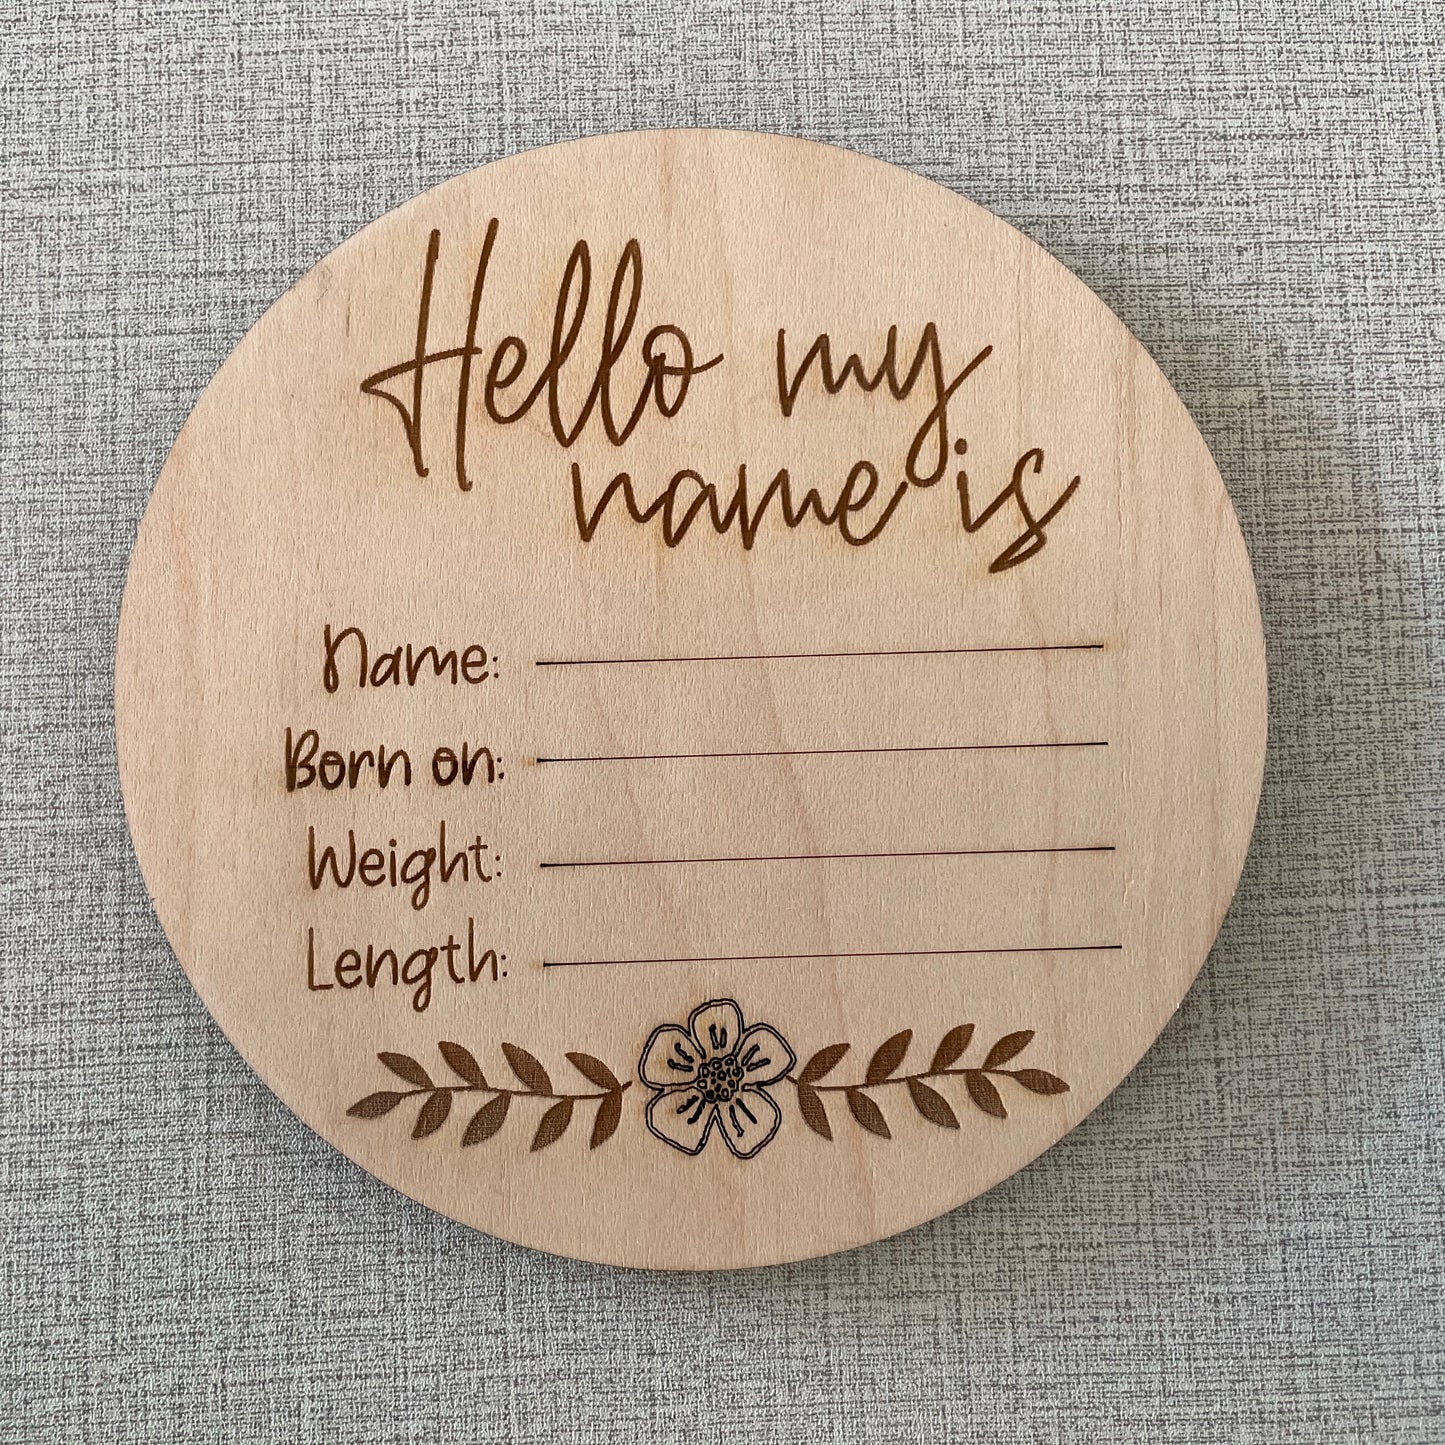 Hello my
name is
Name:
Born on:
Weight:
Length: